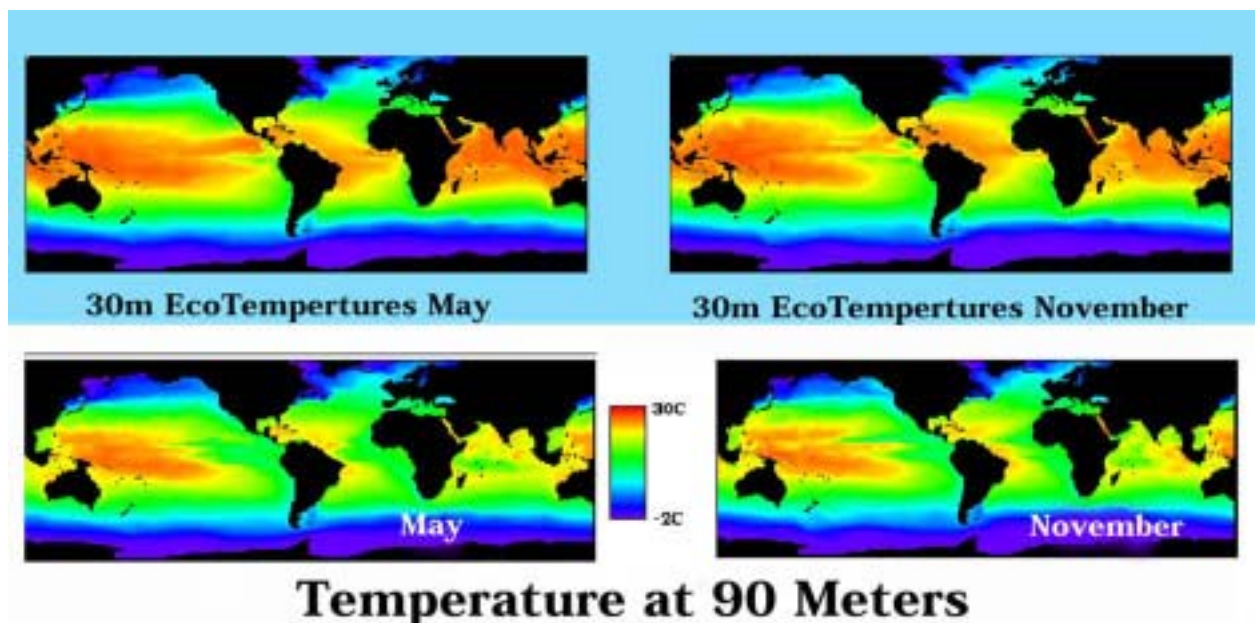 30m EcoTempertures May
30m EcoTempertures November
30C
-2C
May
November
Temperature at 90 Meters